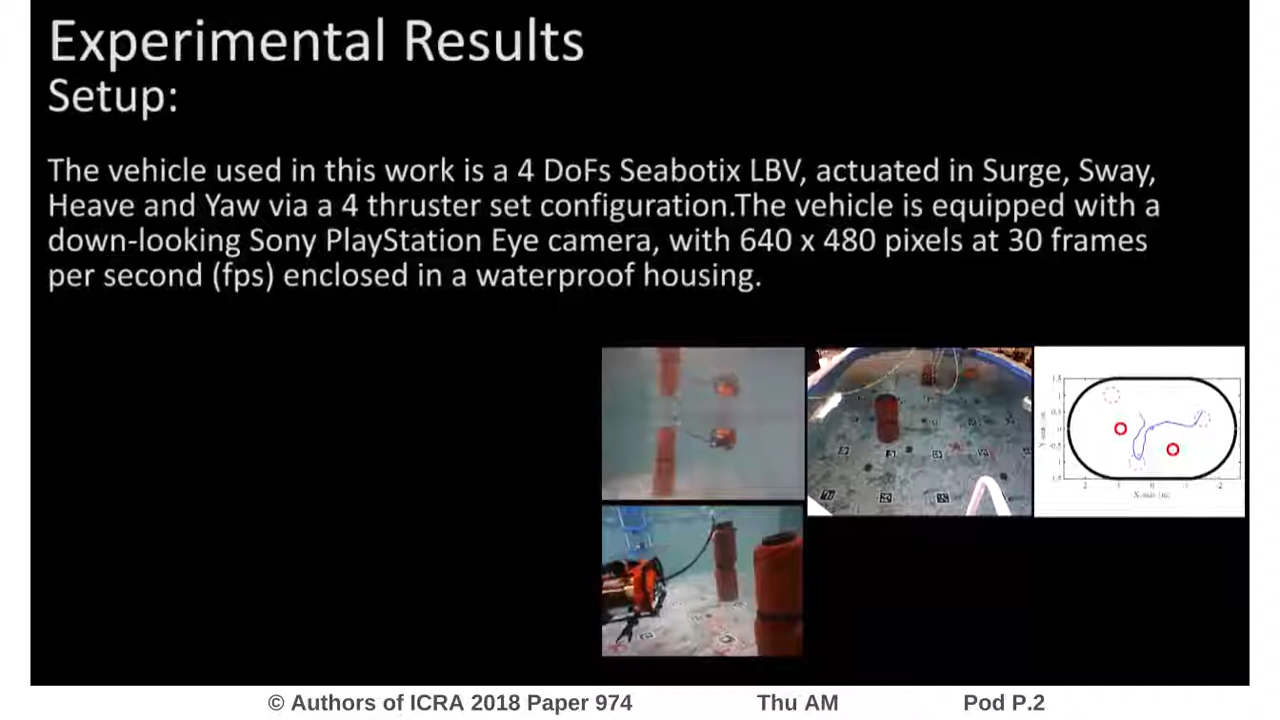 Experimental Results
Setup:
The vehicle used in this work is a 4 DoFs Seabotix LBV, actuated in Surge, Sway,
Heave and Yaw via a 4 thruster set configuration.The vehicle is equipped with a
down-looking Sony PlayStation Eye camera, with 640 x 480 pixels at 30 frames
per second (fps) enclosed in a waterproof housing.
© Authors of ICRA 2018 Paper 974 Thu AM Pod P.2